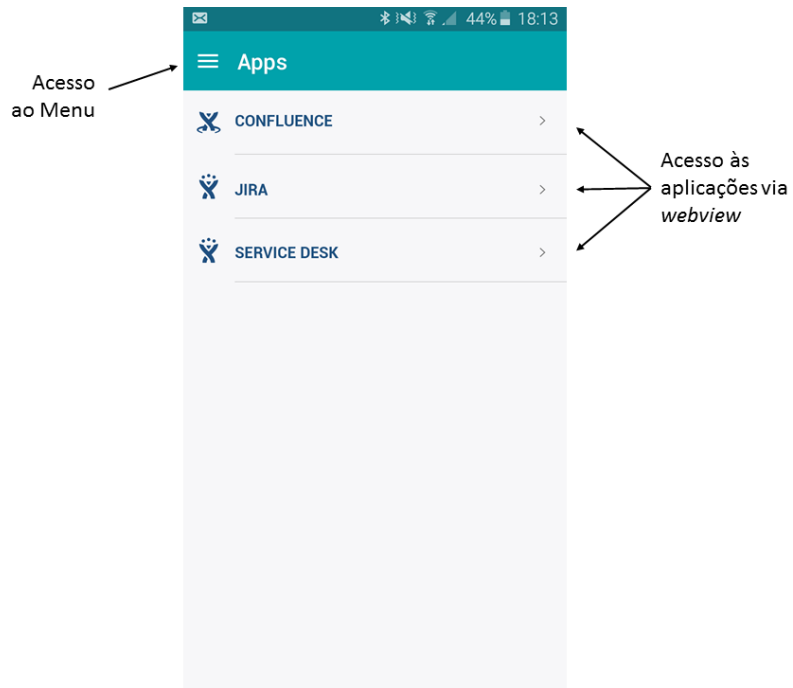 44% 18:13
Apps
Acesso
ao Menu
CONFLUENCE
JIRA
SERVICE DESK
Acesso às
aplicações via
webview